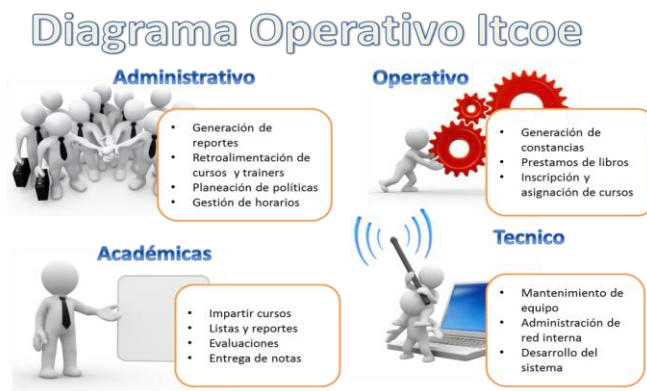 Diagrama Operativo Itcoe
Administrativo
• Generación de
reportes
• Retroalimentación de
cursos y trainers
• Planeación de políticas
• Gestión de horarios
Operativo
• Generación de
constancias
• Prestamos de libros
• Inscripción y
asignación de cursos
Académicas
• Impartir cursos
• Listas y reportes
• Evaluaciones
• Entrega de notas
Tecnico
• Mantenimiento de
equipo
• Administración de
red interna
• Desarrollo del
sistema